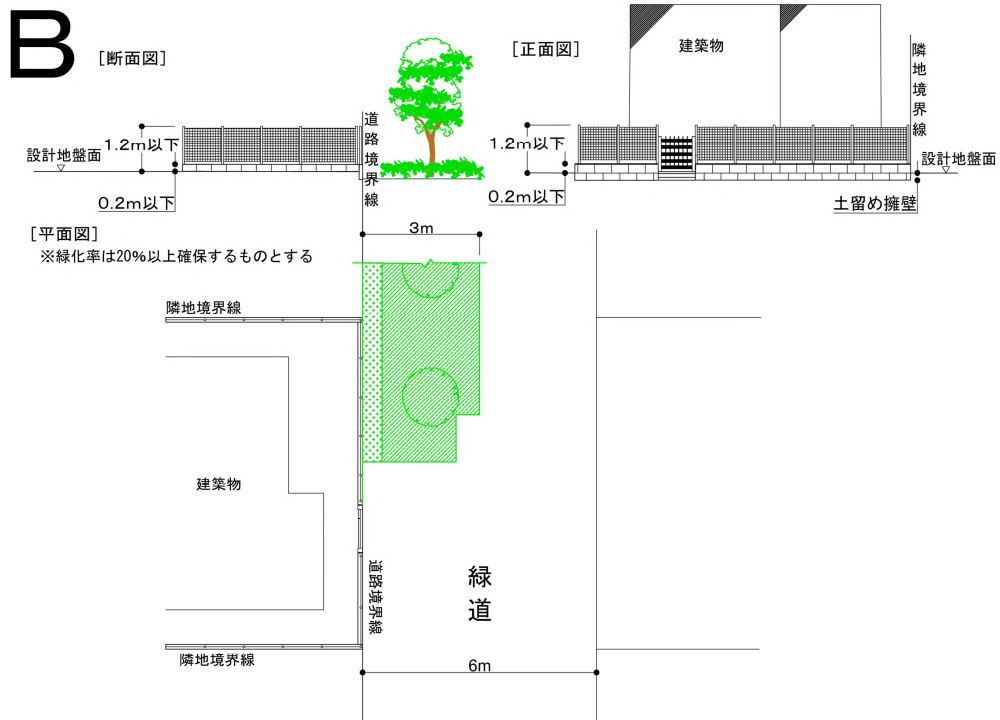 B
[断面図]
道路境界線
1.2m以下
設計地盤面
0.2m以下
[正面図]
建築物
隣地境界線
1.2m以下
設計地盤面
0.2m以下
土留め擁壁
[平面図]
※緑化率は20%以上確保するものとする
3m
隣地境界線
建築物
道路境界線
緑道
隣地境界線
6m